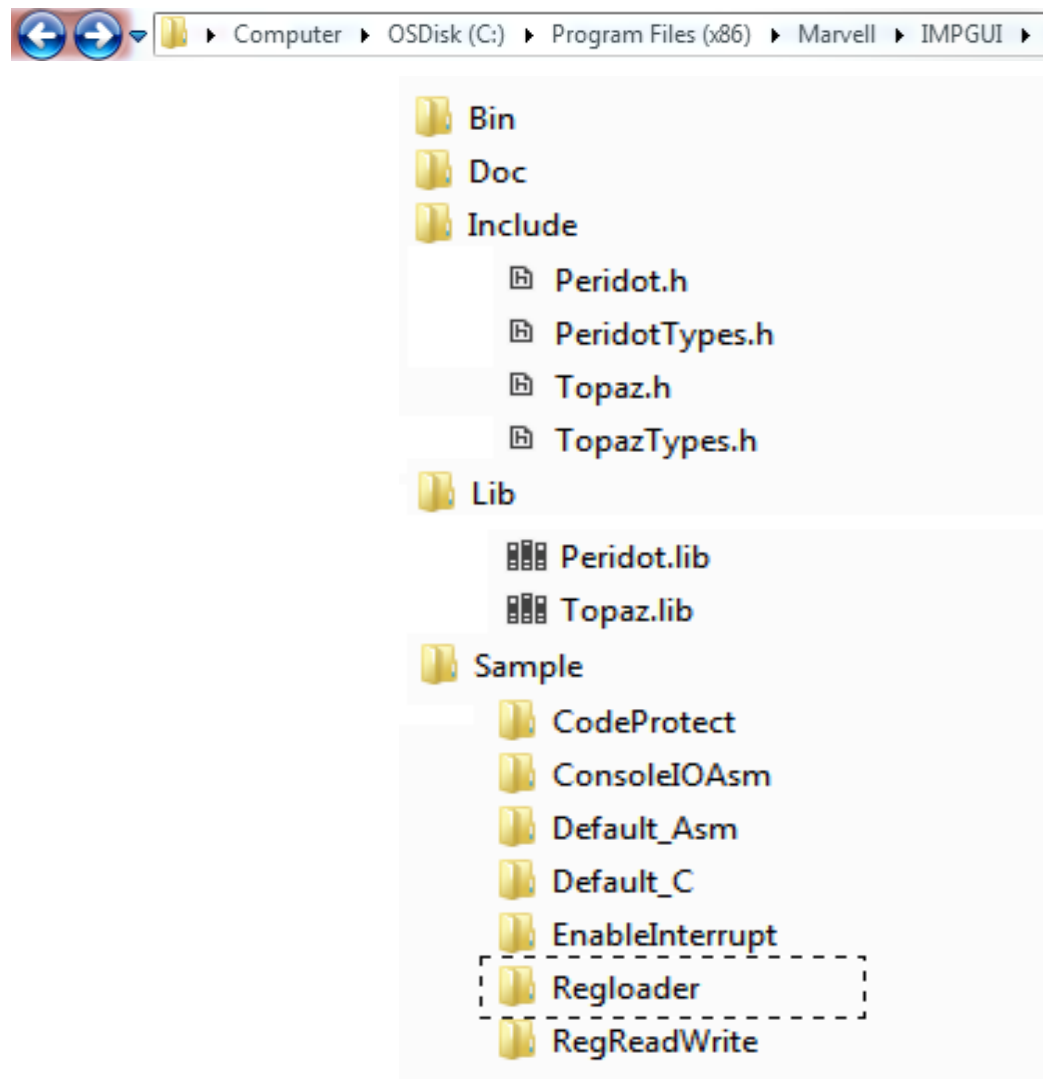 Computer OSDisk (C:) Program Files (x86) Marvell IMPGUI
Bin
Doc
Include
Peridot.h
PeridotTypes.h
Topaz.h
TopazTypes.h
Lib
Peridot.lib
Topaz.lib
Sample
CodeProtect
ConsoleIOAsm
Default_Asm
Default_C
EnableInterrupt
Regloader
RegReadWrite